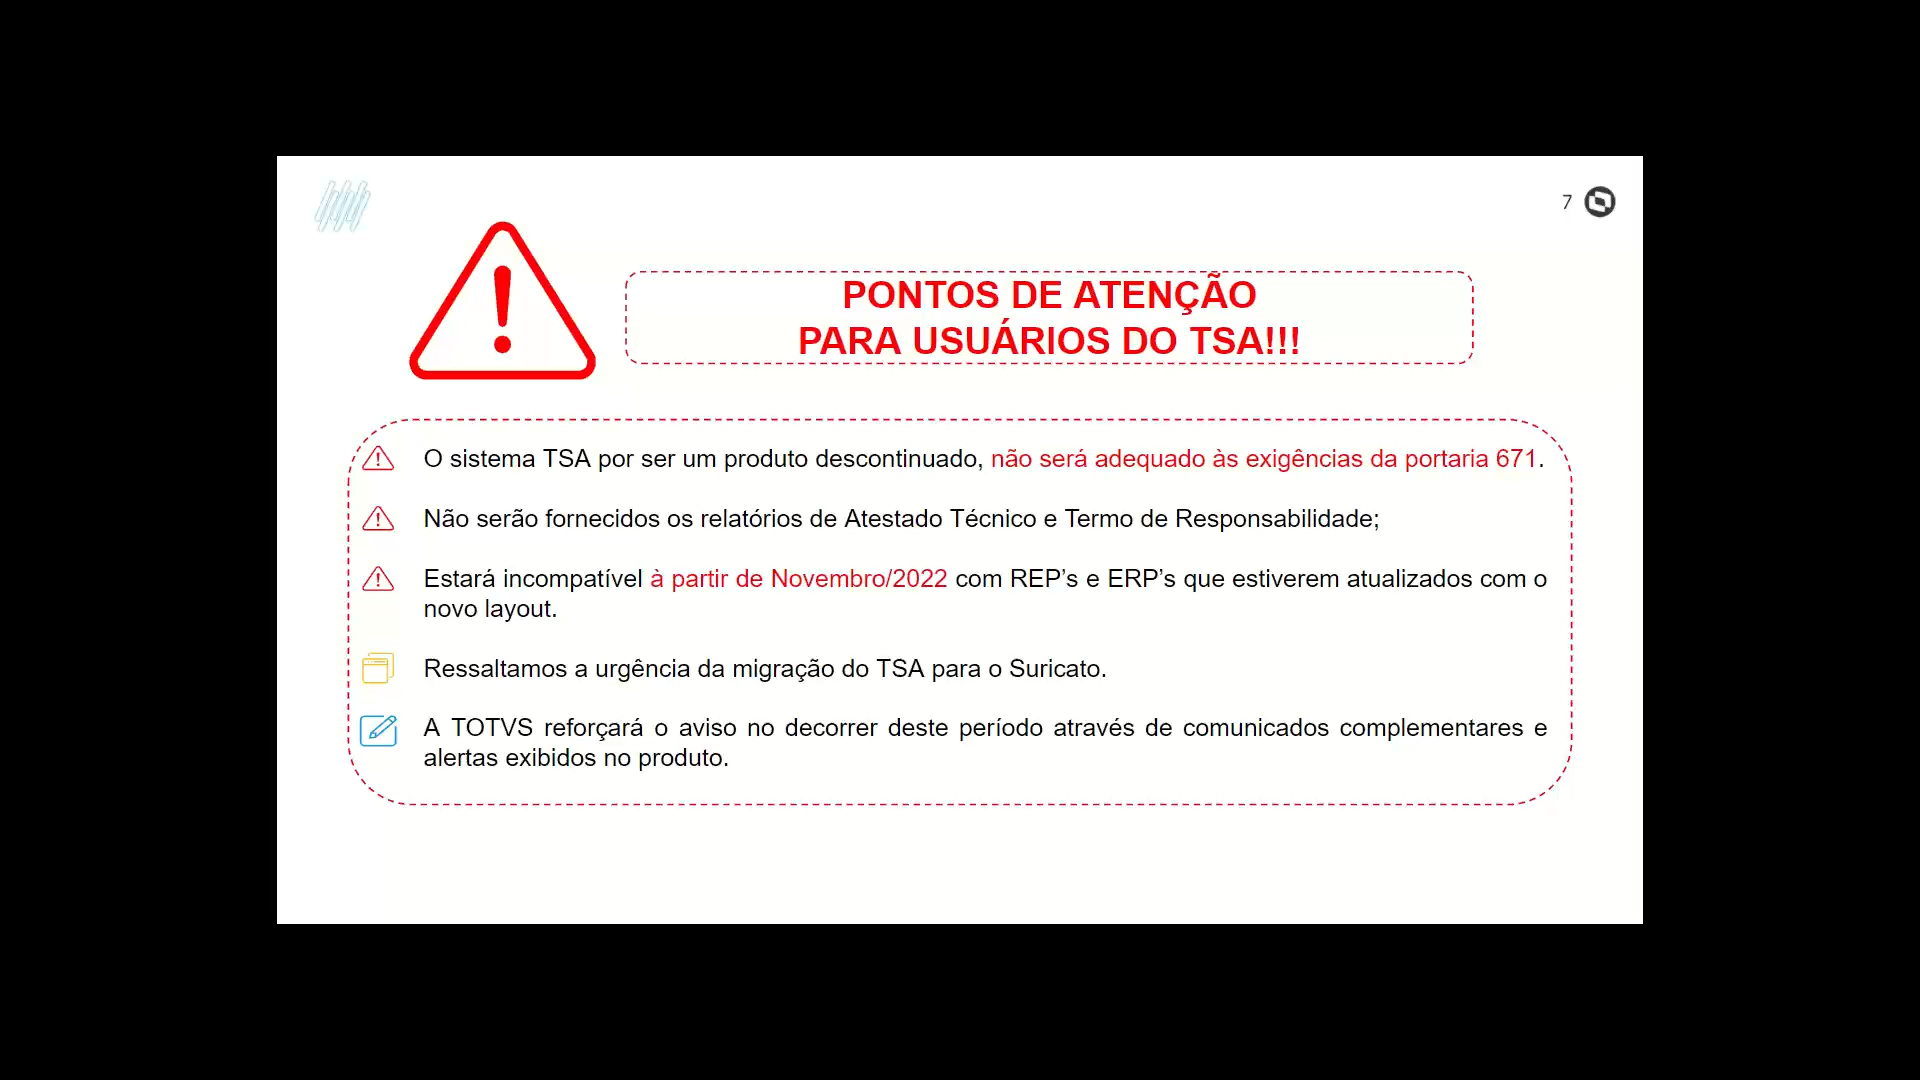 7
PONTOS DE ATENÇÃO
PARA USUÁRIOS DO TSA!!!
O sistema TSA por ser um produto descontinuado, não será adequado às exigências da portaria 671.
Não serão fornecidos os relatórios de Atestado Técnico e Termo de Responsabilidade;
Estará incompatível à partir de Novembro/2022 com REP’s e ERP’s que estiverem atualizados com o
novo layout.
Ressaltamos a urgência da migração do TSA para o Suricato.
A TOTVS reforçará o aviso no decorrer deste período através de comunicados complementares e
alertas exibidos no produto.